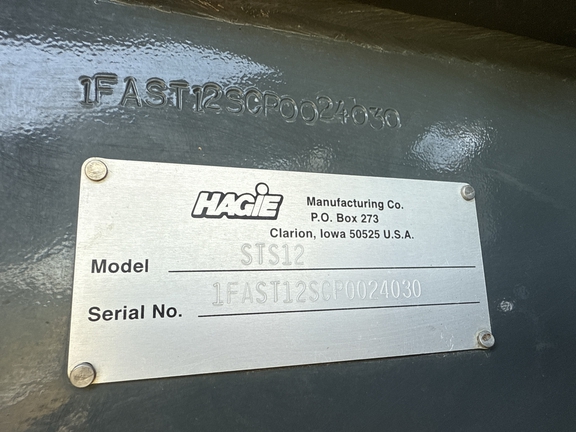 1FAST12SCP0024030
HAGIE Manufacturing Co.
P.O. Box 273
Clarion, Iowa 50525 U.S.A.
Model STS12
Serial No. 1FAST12SCP0024030